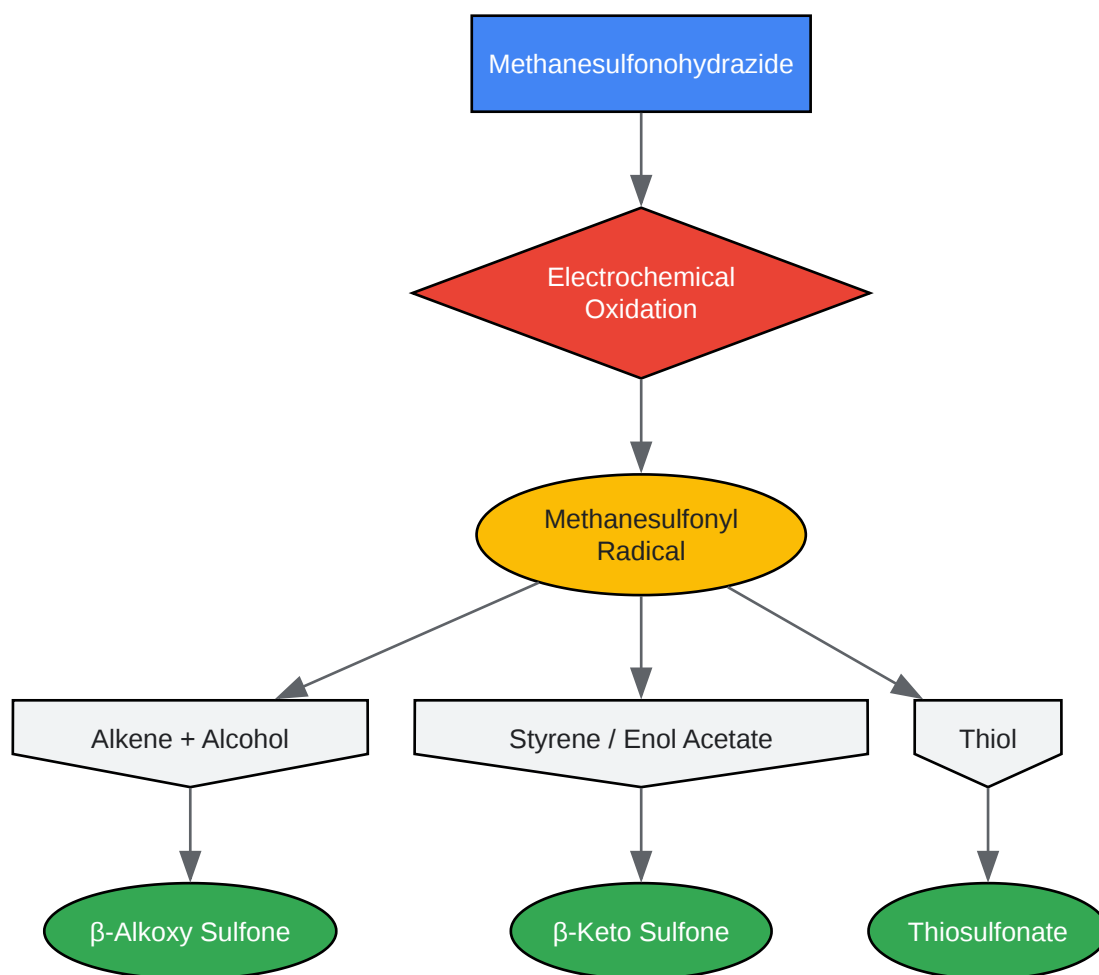 Methanesulfonohydrazide
Electrochemical
Oxidation
Methanesulfonyl
Radical
Alkene + Alcohol
Styrene / Enol Acetate
Thiol
β-Alkoxy Sulfone
β-Keto Sulfone
Thiosulfonate